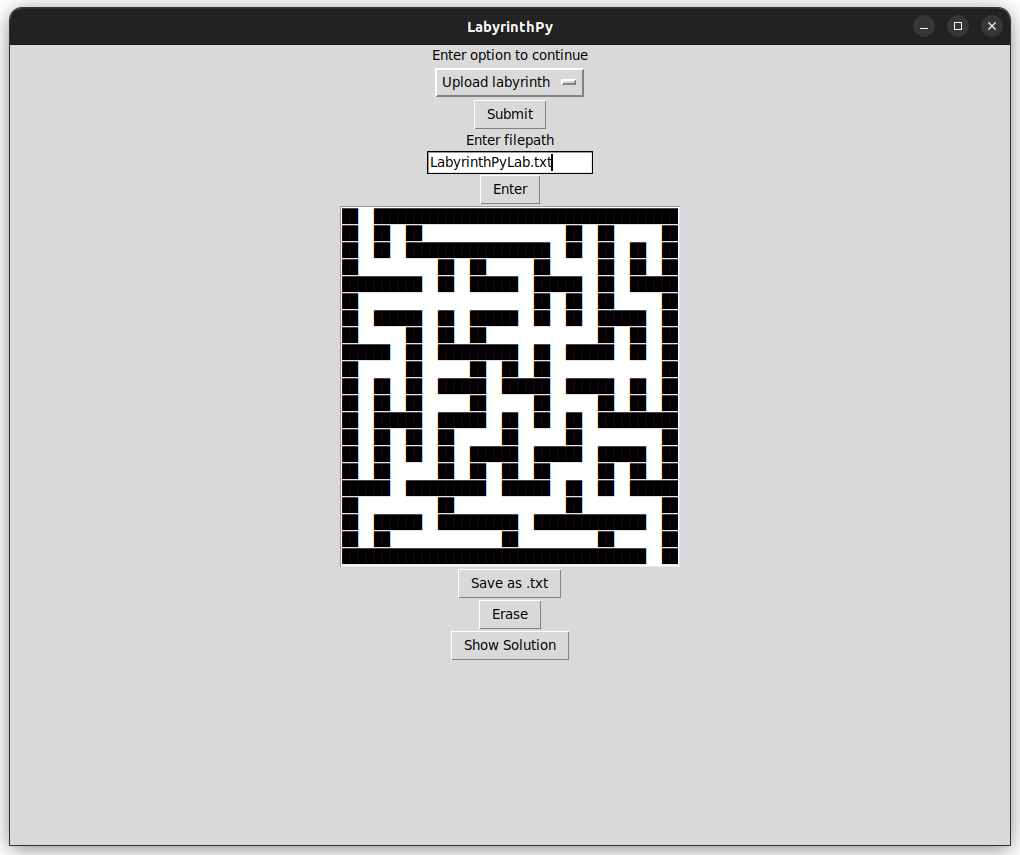 LabyrinthPy
Enter option to continue
Upload labyrinth
Submit
Enter filepath
LabyrinthPyLab.txt
Enter
Save as .txt
Erase
Show Solution